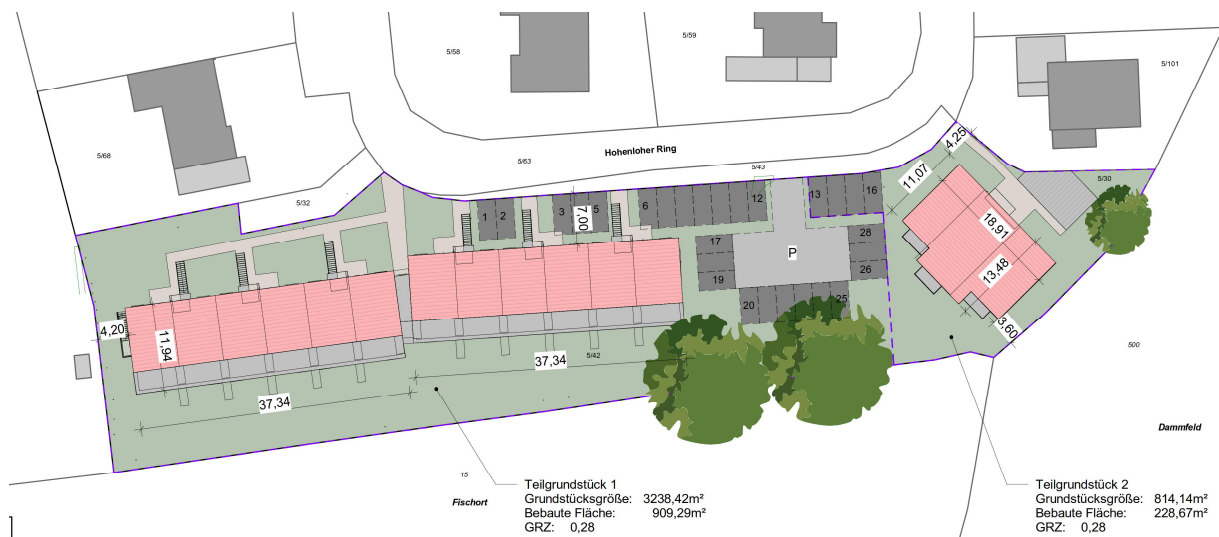 5/58
5/59
5/101
5/68
5/63
Hohenloher Ring
5/43
4,25
11,07
5/30
5/32
1
2
3
5
7,00
6
12
13
16
17
28
18,91
P
19
26
13,48
20
25
4,20
11,94
3,60
5/42
37,34
37,34
500
Dammfeld
15
Fischort
Teilgrundstück 1
Grundstücksgröße: 3238,42m²
Bebaute Fläche: 909,29m²
GRZ: 0,28
Teilgrundstück 2
Grundstücksgröße: 814,14m²
Bebaute Fläche: 228,67m²
GRZ: 0,28